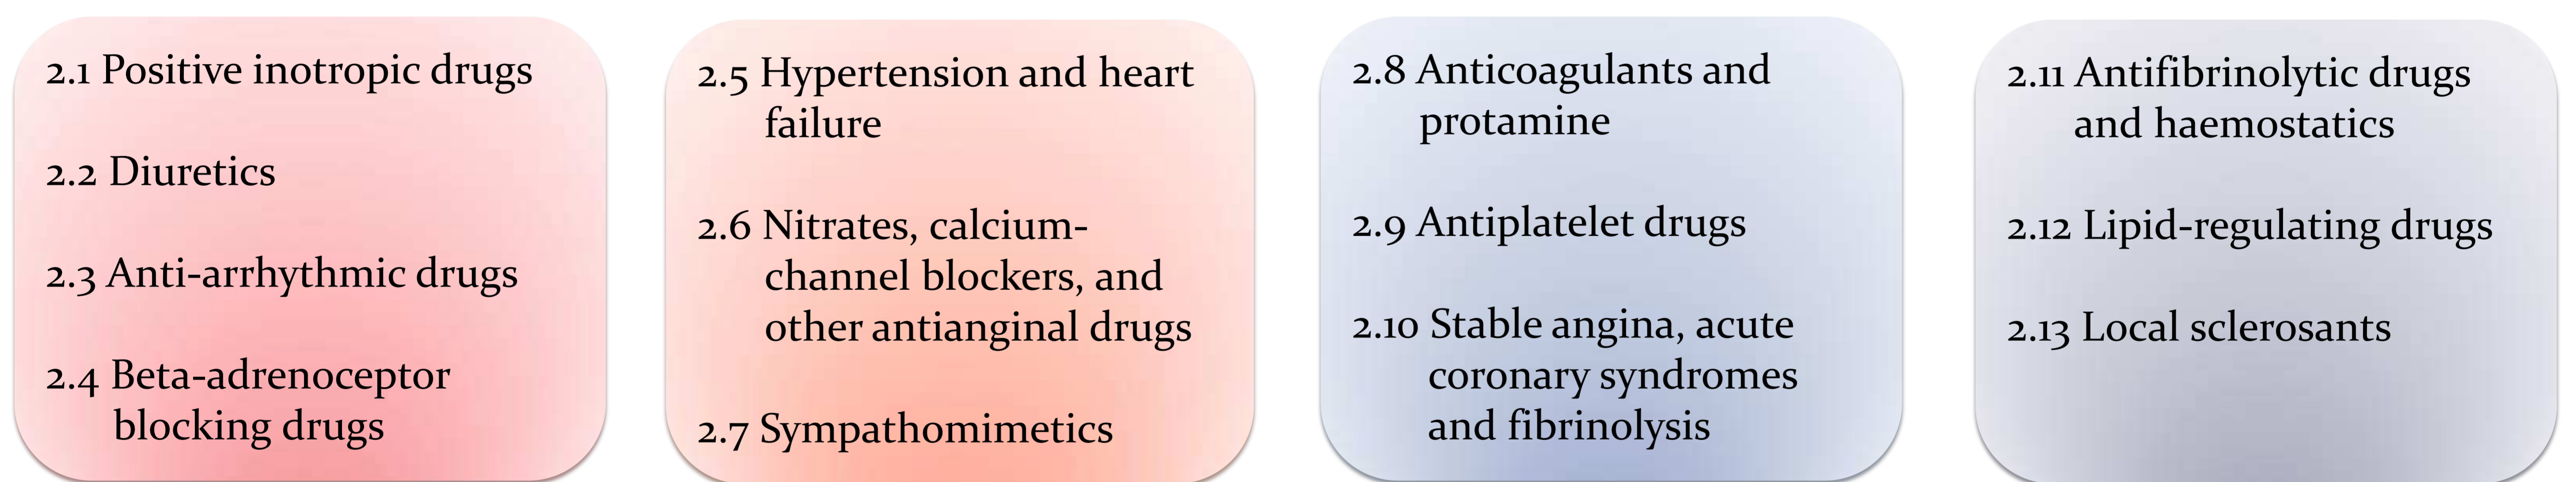 2.1 Positive inotropic drugs
2.2 Diuretics
2.3 Anti-arrhythmic drugs
2.4 Beta-adrenoceptor
blocking drugs
2.5 Hypertension and heart
failure
2.6 Nitrates, calcium-
channel blockers, and
other antianginal drugs
2.7 Sympathomimetics
2.8 Anticoagulants and
protamine
2.9 Antiplatelet drugs
2.10 Stable angina, acute
coronary syndromes
and fibrinolysis
2.11 Antifibrinolytic drugs
and haemostatics
2.12 Lipid-regulating drugs
2.13 Local sclerosants